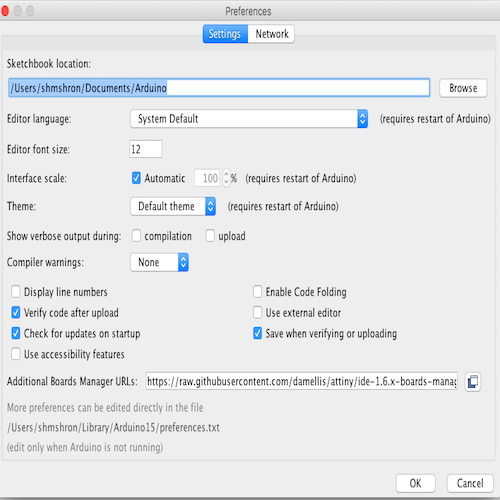 Preferences
Settings Network
Sketchbook location:
/Users/shmshron/Documents/Arduino Browse
Editor language: System Default (requires restart of Arduino)
Editor font size: 12
Interface scale: Automatic 100 % (requires restart of Arduino)
Theme: Default theme (requires restart of Arduino)
Show verbose output during: compilation upload
Compiler warnings: None
Display line numbers Enable Code Folding
Verify code after upload Use external editor
Check for updates on startup Save when verifying or uploading
Use accessibility features
Additional Boards Manager URLs: https://raw.githubusercontent.com/damellis/attiny/ide-1.6.x-boards-manag
More preferences can be edited directly in the file
/Users/shmshron/Library/Arduino15/preferences.txt
(edit only when Arduino is not running)
OK Cancel